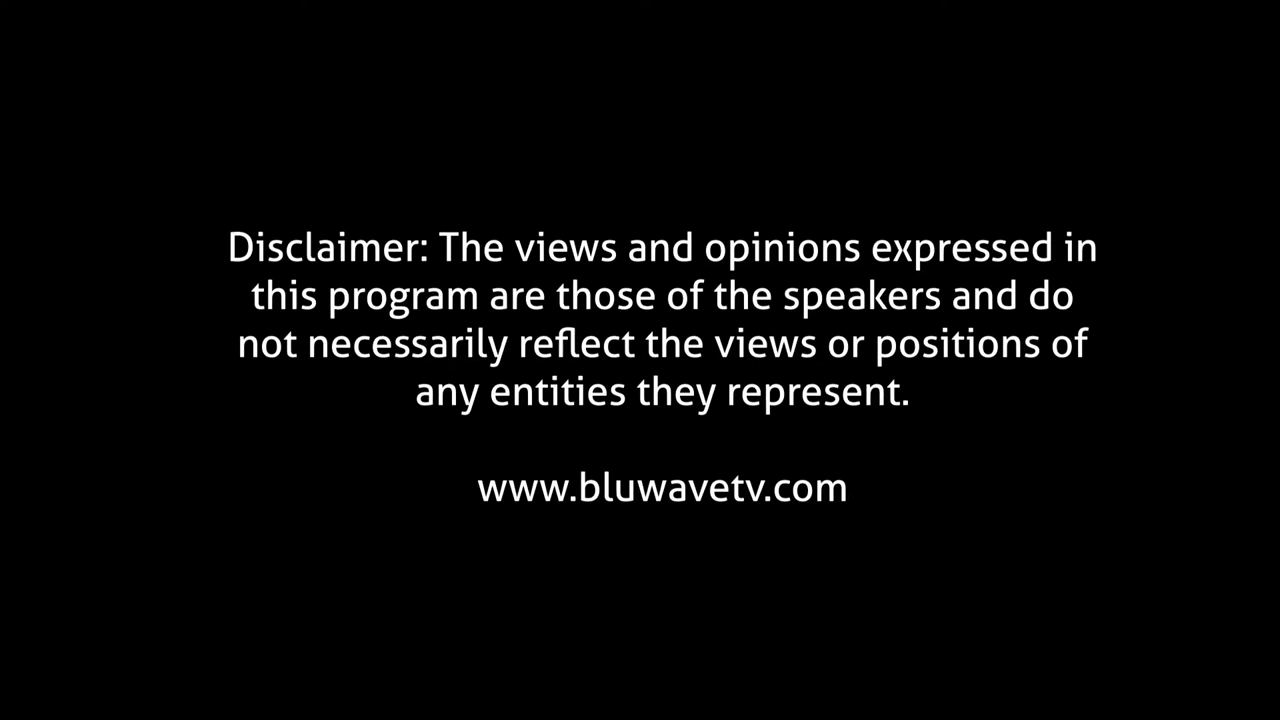 Disclaimer: The views and opinions expressed in
this program are those of the speakers and do
not necessarily reflect the views or positions of
any entities they represent.
www.bluwavetv.com